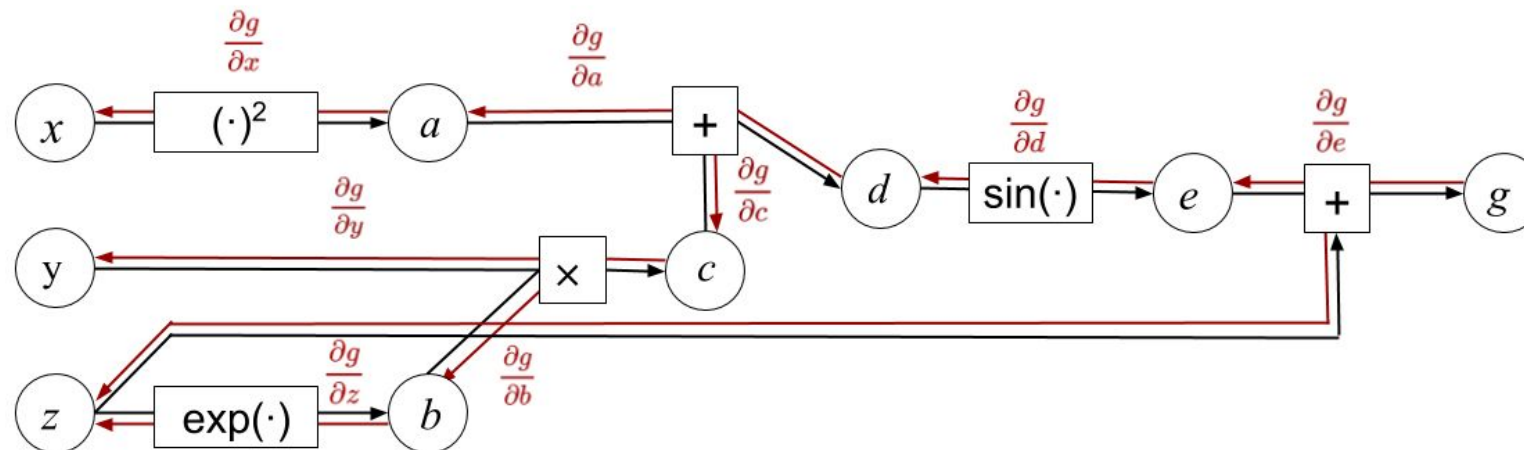 ∂g/∂x
∂g/∂a
x (·)² a + ∂g/∂d ∂g/∂e
∂g/∂c
d sin(·) e + g
∂g/∂y
y × c
∂g/∂z ∂g/∂b
z exp(·) b